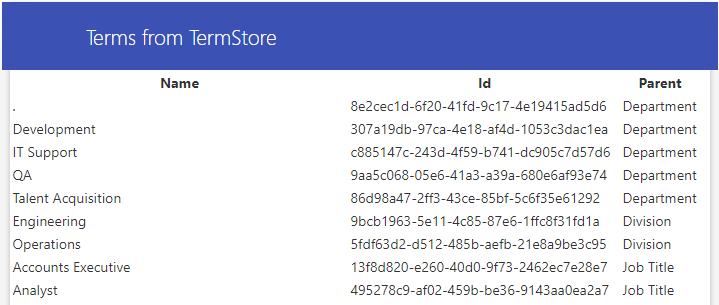 Terms from TermStore
Name Id Parent
. 8e2cec1d-6f20-41fd-9c17-4e19415ad5d6 Department
Development 307a19db-97ca-4e18-af4d-1053c3dac1ea Department
IT Support c885147c-243d-4f59-b741-dc905c7d57d6 Department
QA 9aa5c068-05e6-41a3-a39a-680e6af93e74 Department
Talent Acquisition 86d98a47-2ff3-43ce-85bf-5c6f35e61292 Department
Engineering 9bcb1963-5e11-4c85-87e6-1ffc8f31fd1a Division
Operations 5fdf63d2-d512-485b-aefb-21e8a9be3c95 Division
Accounts Executive 13f8d820-e260-40d0-9f73-2462ec7e28e7 Job Title
Analyst 495278c9-af02-459b-be36-9143aa0ea2a7 Job Title